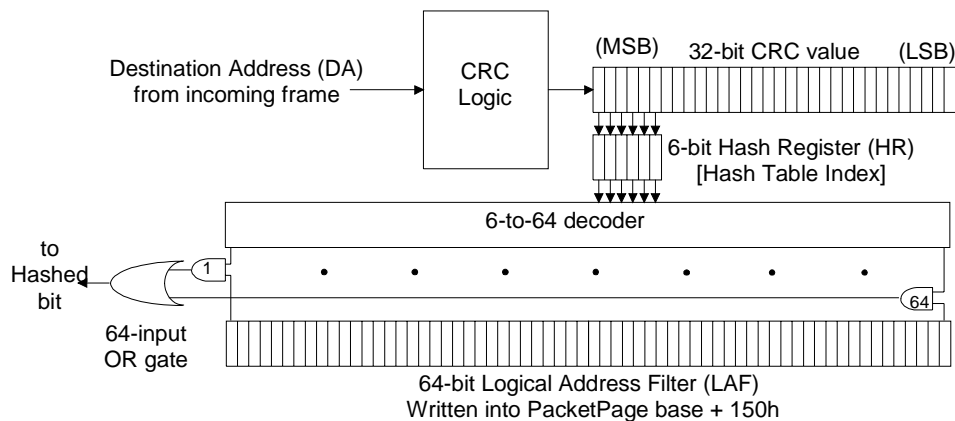 (MSB) 32-bit CRC value (LSB)
Destination Address (DA)
from incoming frame
CRC
Logic
6-bit Hash Register (HR)
[Hash Table Index]
6-to-64 decoder
to
Hashed
bit
1
64
64-input
OR gate
64-bit Logical Address Filter (LAF)
Written into PacketPage base + 150h